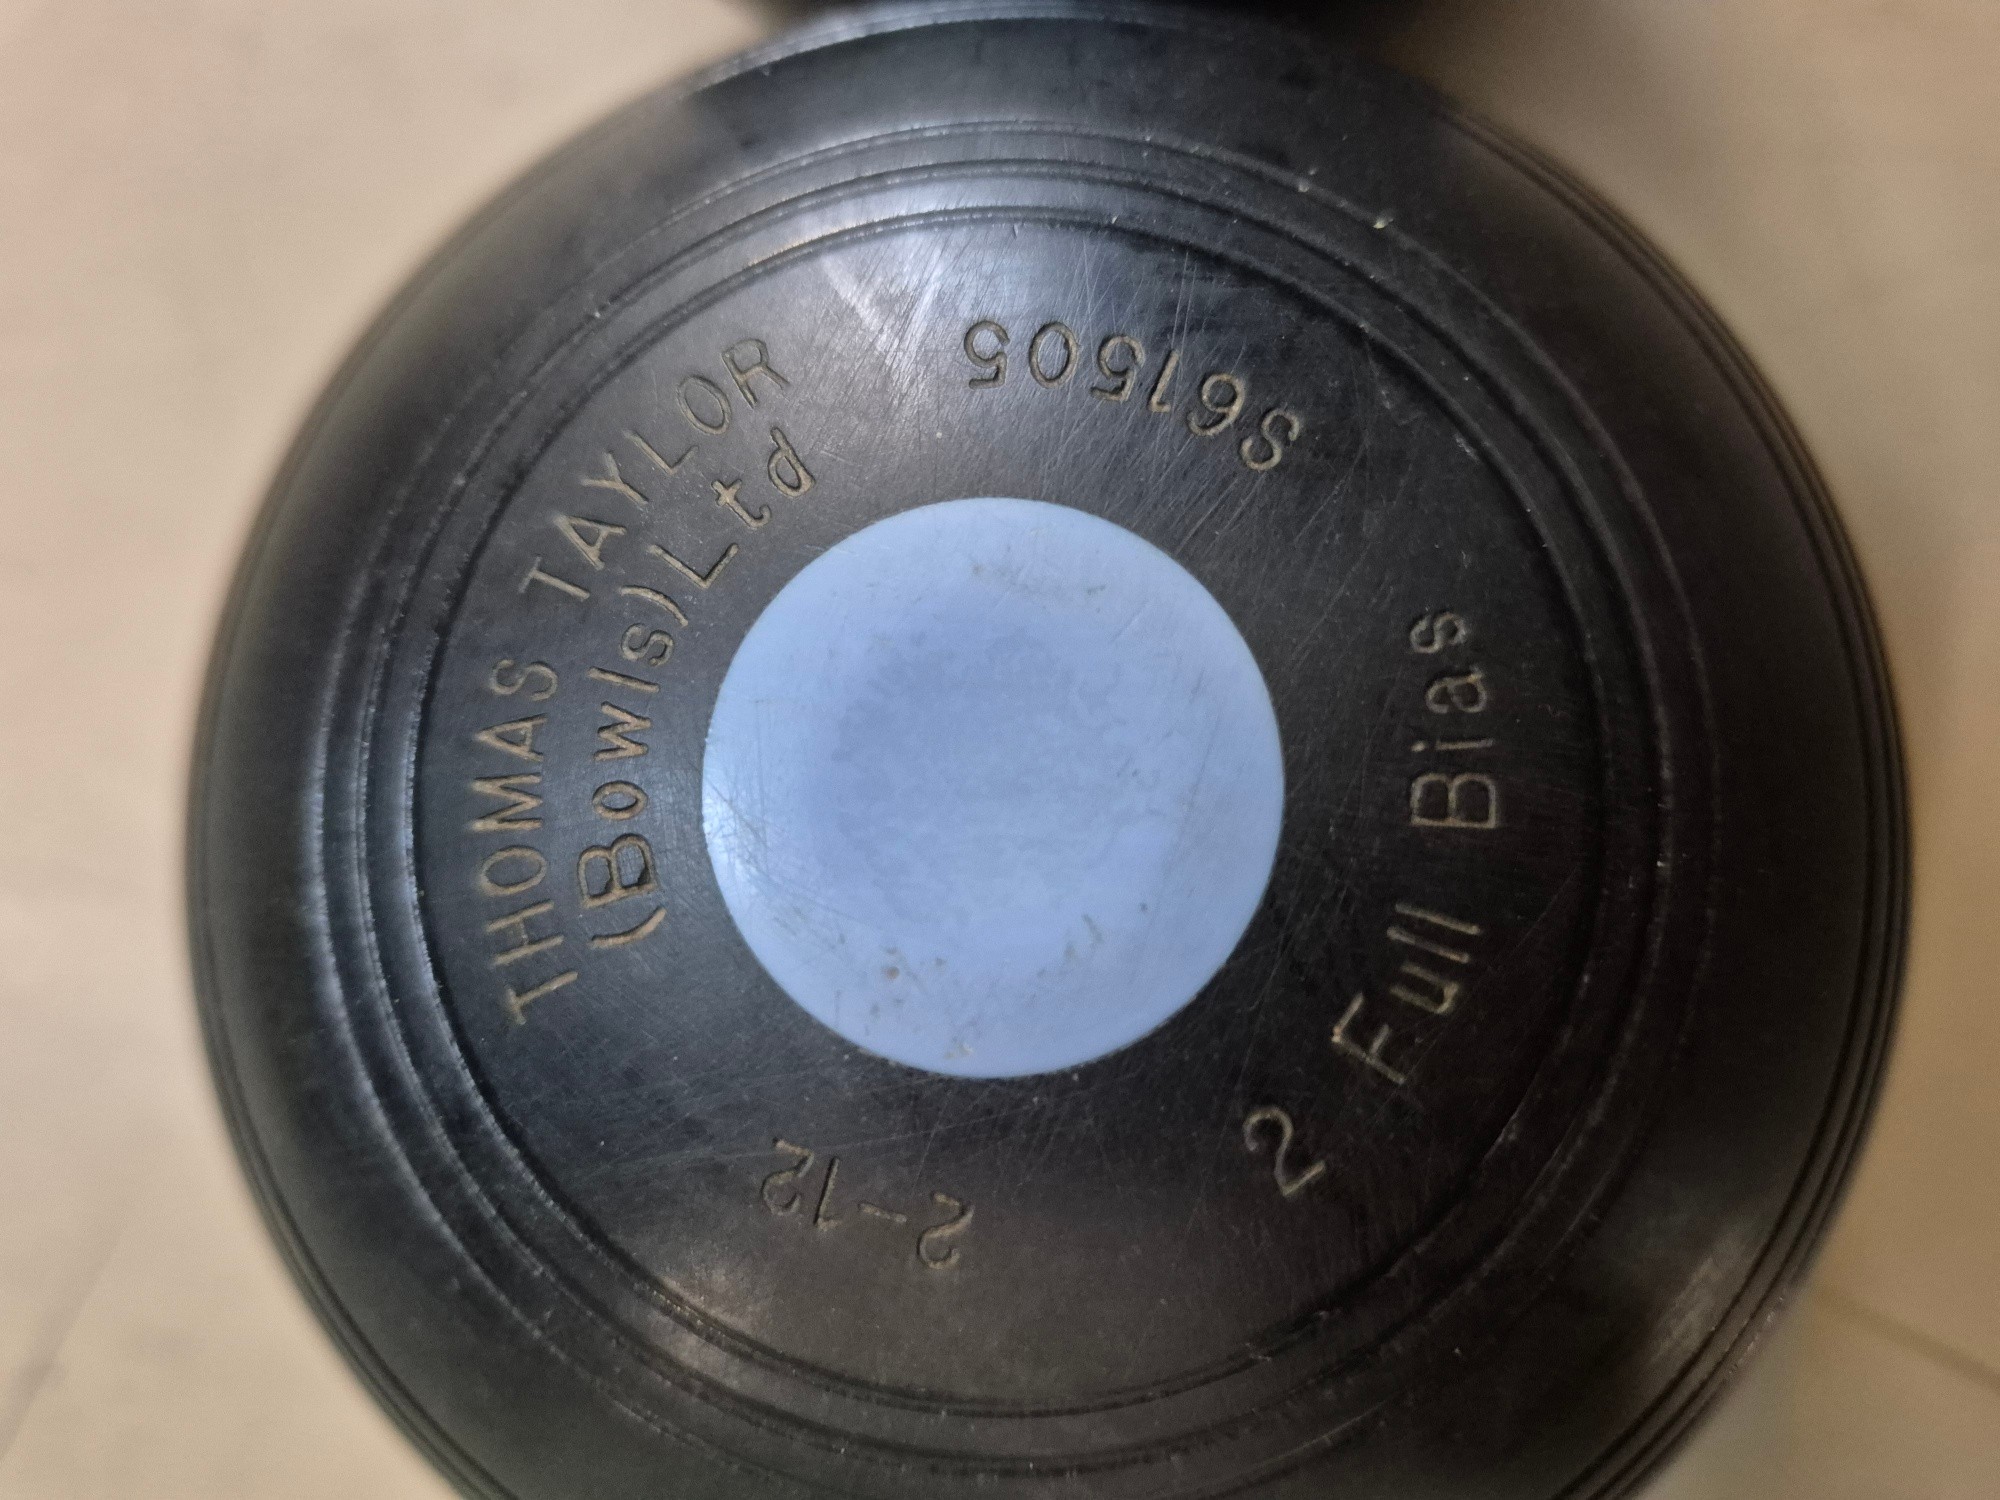 THOMAS TAYLOR
(Bowls) Ltd
S61505
2 Full Bias
2-12